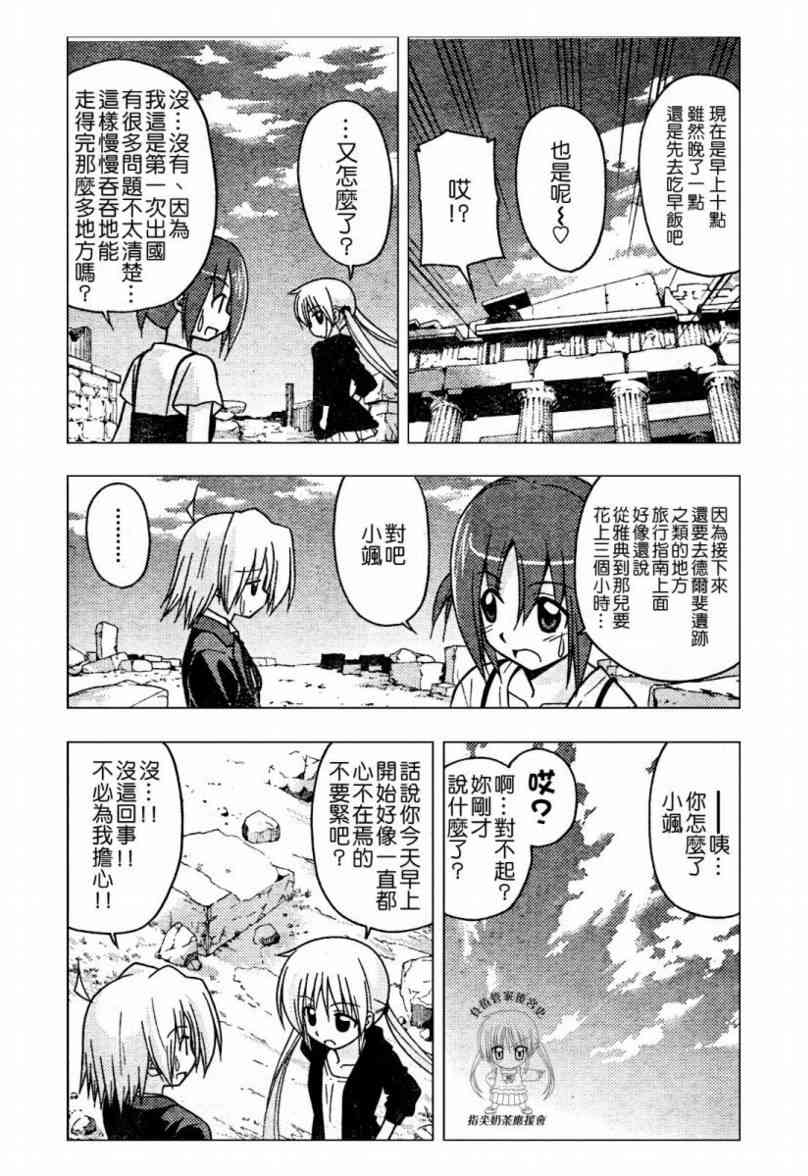 現在是早上十點
雖然晚了一點
還是先去吃早飯吧
也是呢~♡
哎!?
…又怎麼了?
沒…沒有、因為
我這是第一次出國
有很多問題不太清楚…
這樣慢慢吞吞地能
走得完那麼多地方嗎?
因為接下來
還要去德爾斐遺跡
之類的地方
旅行指南上面
好像還說
從雅典到那兒要
花上三個小時…
對吧
小颯
……
——咦…
你怎麼了
小颯
哎?
啊…對不起?
妳剛才
說什麼了?
話說你今天早上
開始好像一直都
心不在焉的
不要緊吧?
沒…!!
沒這回事!!
不必為我擔心!!
負債管家後宮史
指尖奶茶應援會